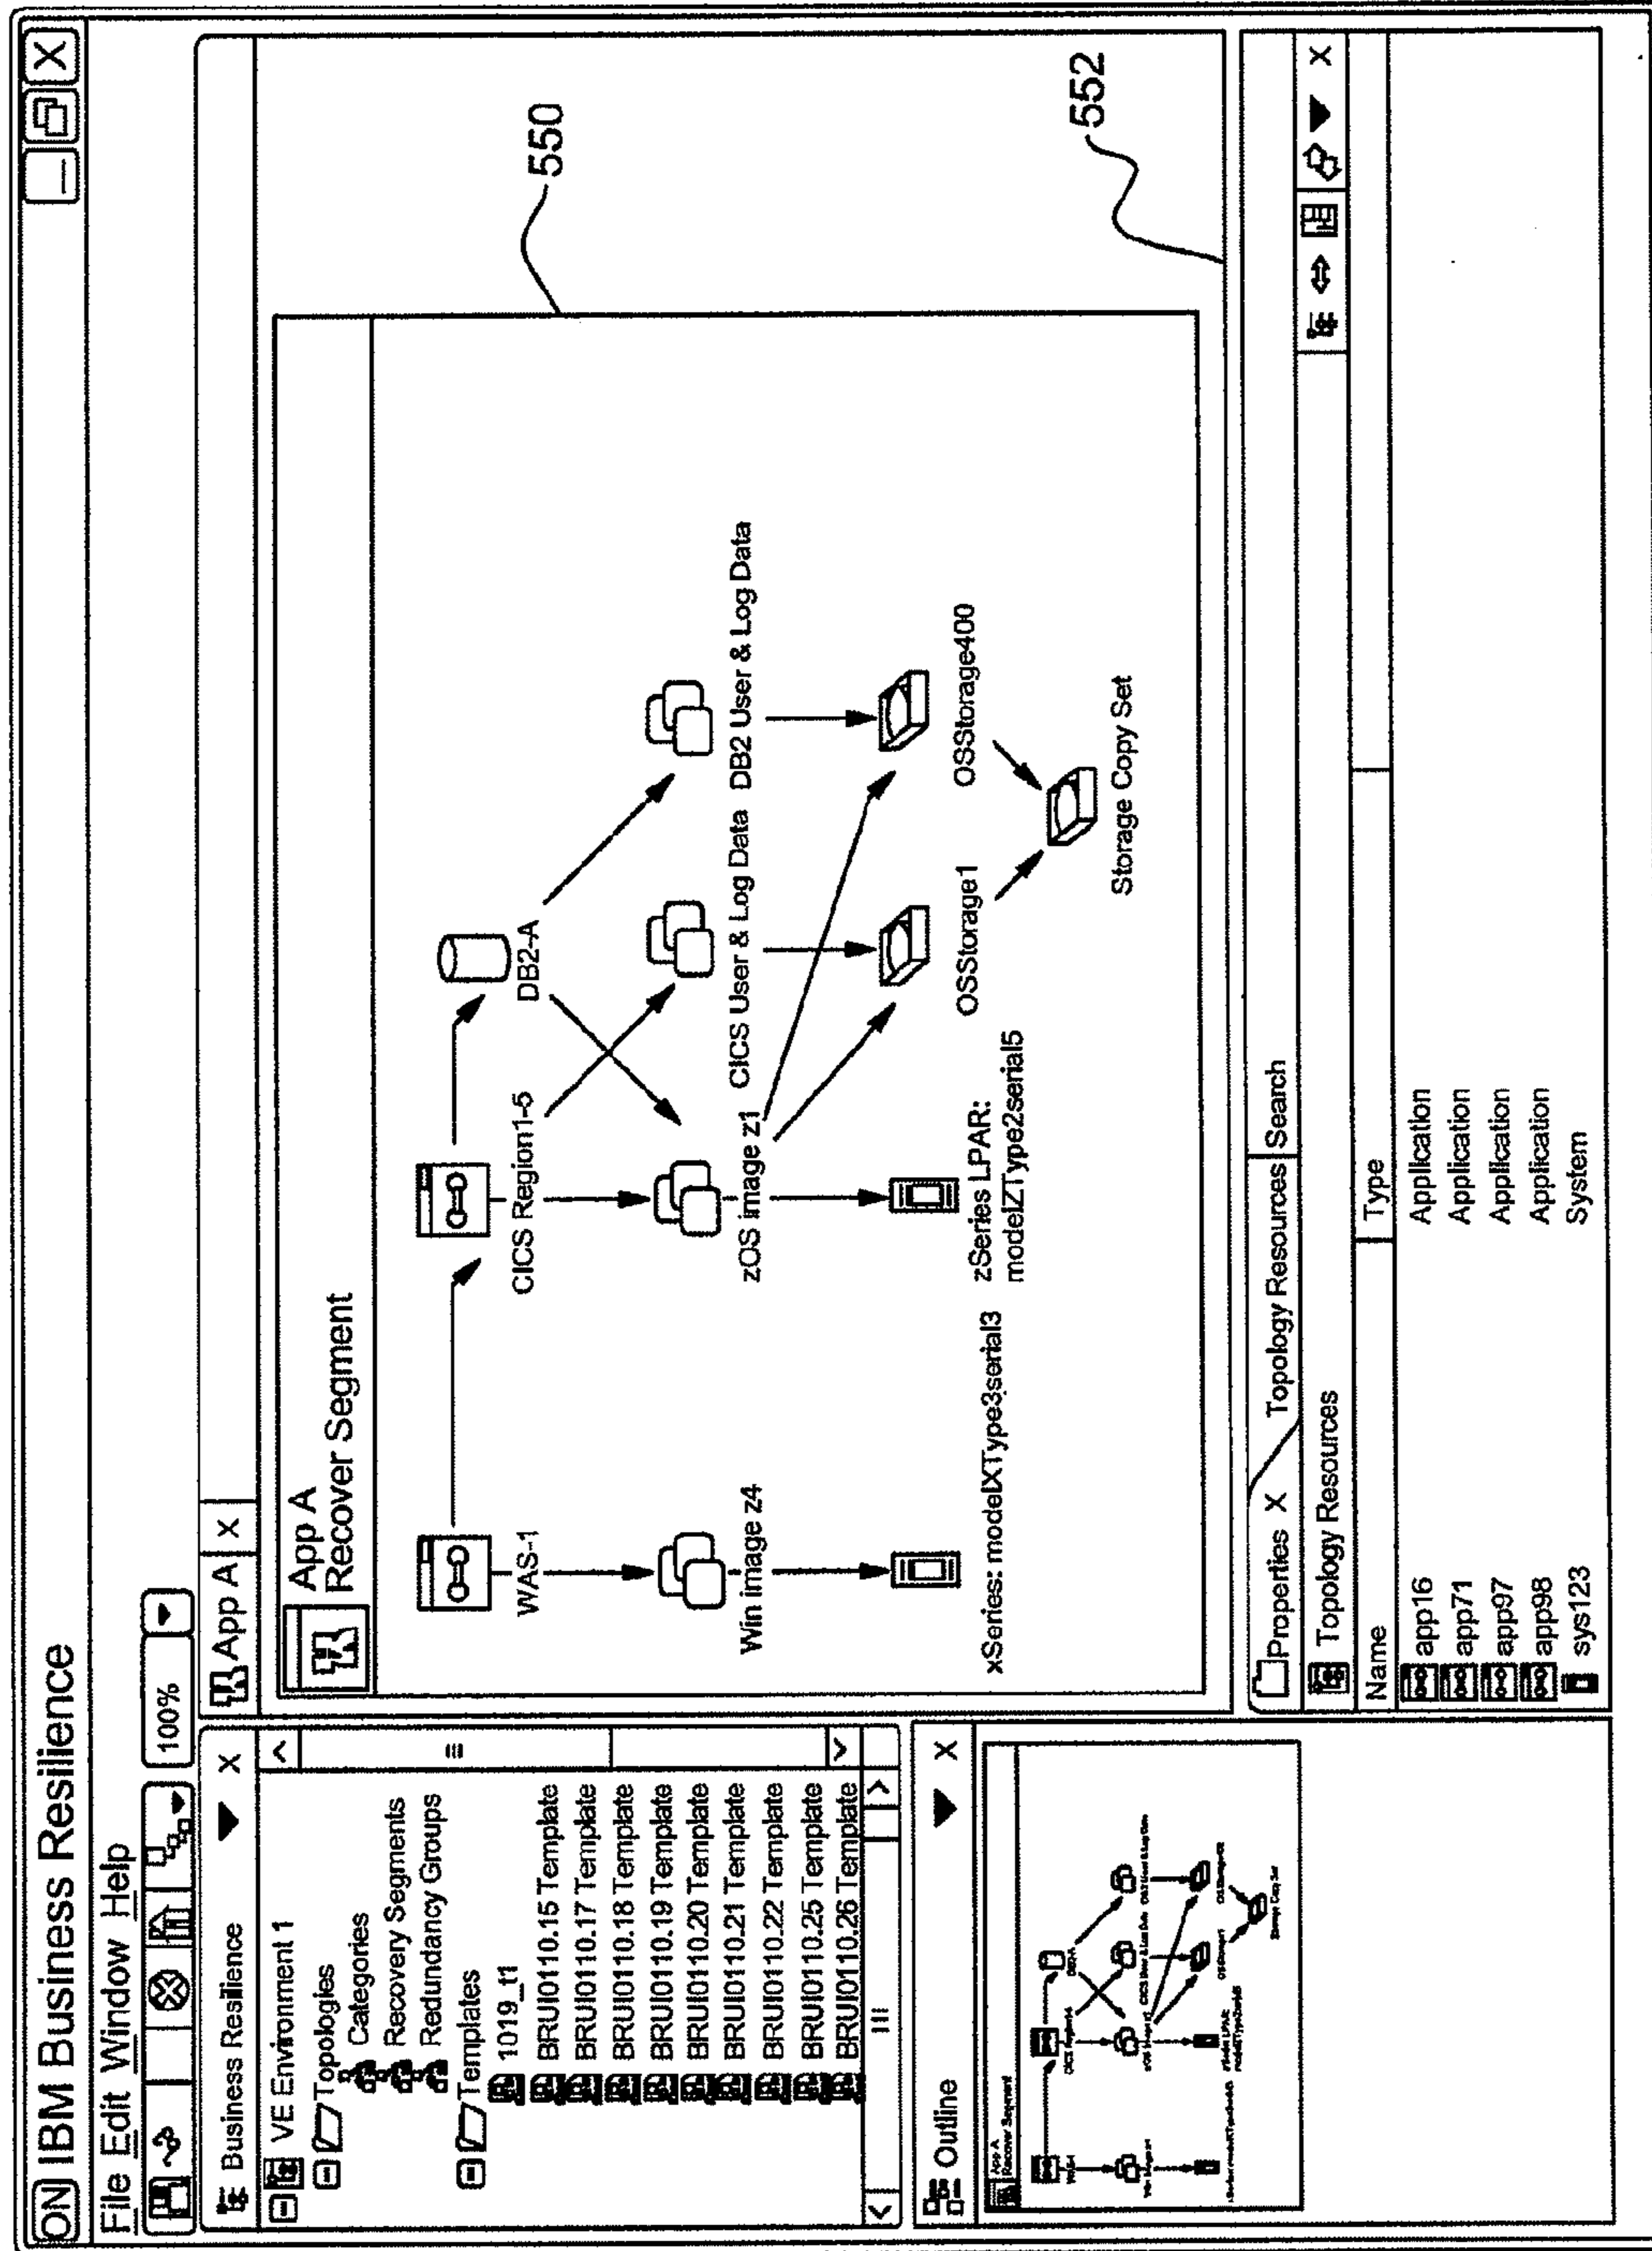 ON IBM Business Resilience
File Edit Window Help
100%
Business Resilience X
VE Environment 1
Topologies
Categories
Recovery Segments
Redundancy Groups
Templates
1019_t1
BRUI0110.15 Template
BRUI0110.17 Template
BRUI0110.18 Template
BRUI0110.19 Template
BRUI0110.20 Template
BRUI0110.21 Template
BRUI0110.22 Template
BRUI0110.25 Template
BRUI0110.26 Template
Outline X
App A
Recover Segment
App A X
App A
Recover Segment
WAS-1
CICS Region1-5
DB2-A
Win image z4
zOS image z1
CICS User & Log Data
DB2 User & Log Data
xSeries: modelXType3serial3
zSeries LPAR:
modelZType2serial5
OSStorage1
OSStorage400
Storage Copy Set
550
552
Properties X
Topology Resources
Search
Topology Resources X
Name
Type
app16 Application
app71 Application
app97 Application
app98 Application
sys123 System